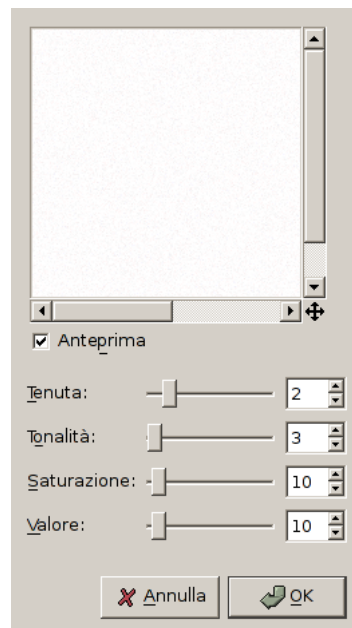 Anteprima
Tenuta: 2
Tonalità: 3
Saturazione: 10
Valore: 10
Annulla OK